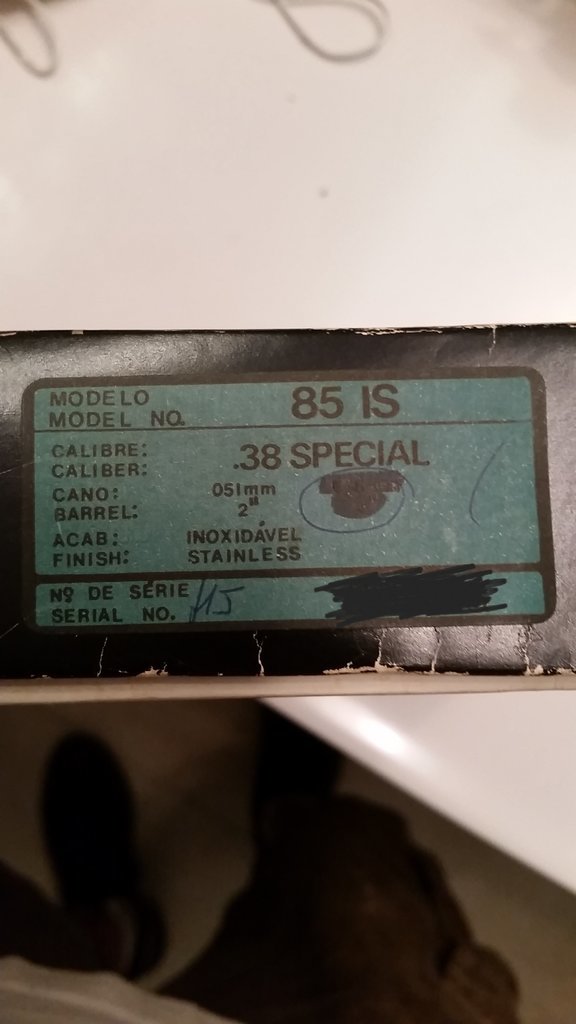 MODELO
MODEL NO. 85 IS
CALIBRE:
CALIBER: .38 SPECIAL
CANO: 051mm
BARREL: 2"
ACAB: INOXIDÁVEL
FINISH: STAINLESS
Nº DE SÉRIE
SERIAL NO.